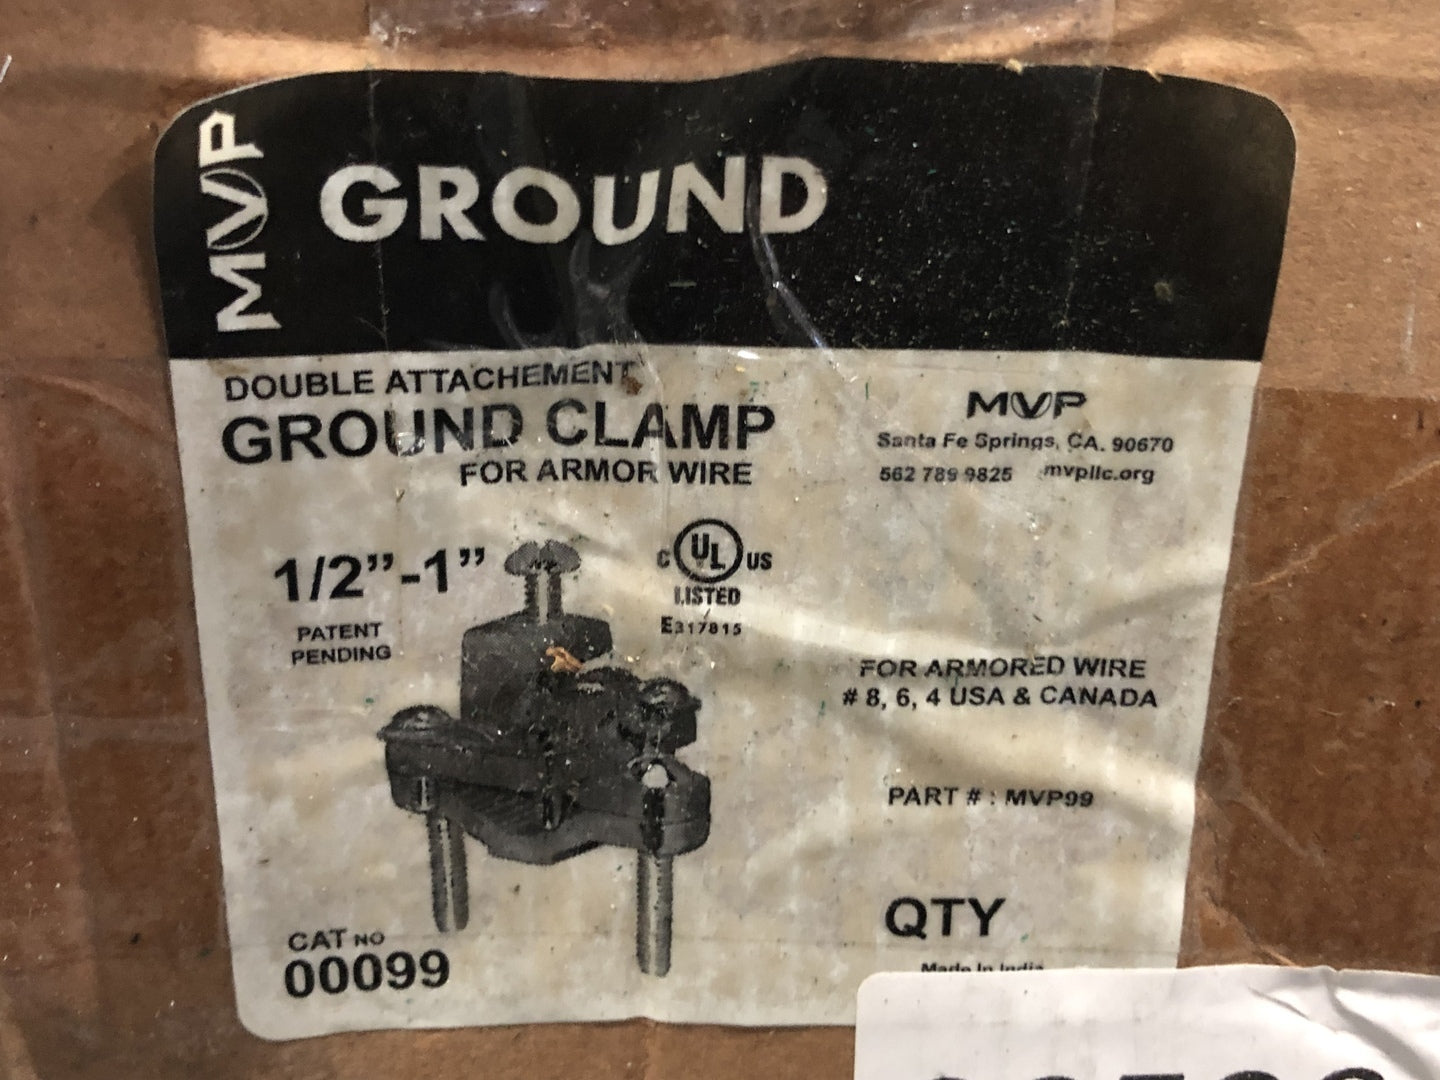 MVP
GROUND
DOUBLE ATTACHEMENT
GROUND CLAMP
FOR ARMOR WIRE
MVP
Santa Fe Springs, CA. 90670
562 789 9825 mvpllc.org
1/2”-1”
PATENT
PENDING
C UL US
LISTED
E317815
FOR ARMORED WIRE
# 8, 6, 4 USA & CANADA
PART # : MVP99
QTY
Made In India
CAT NO
00099